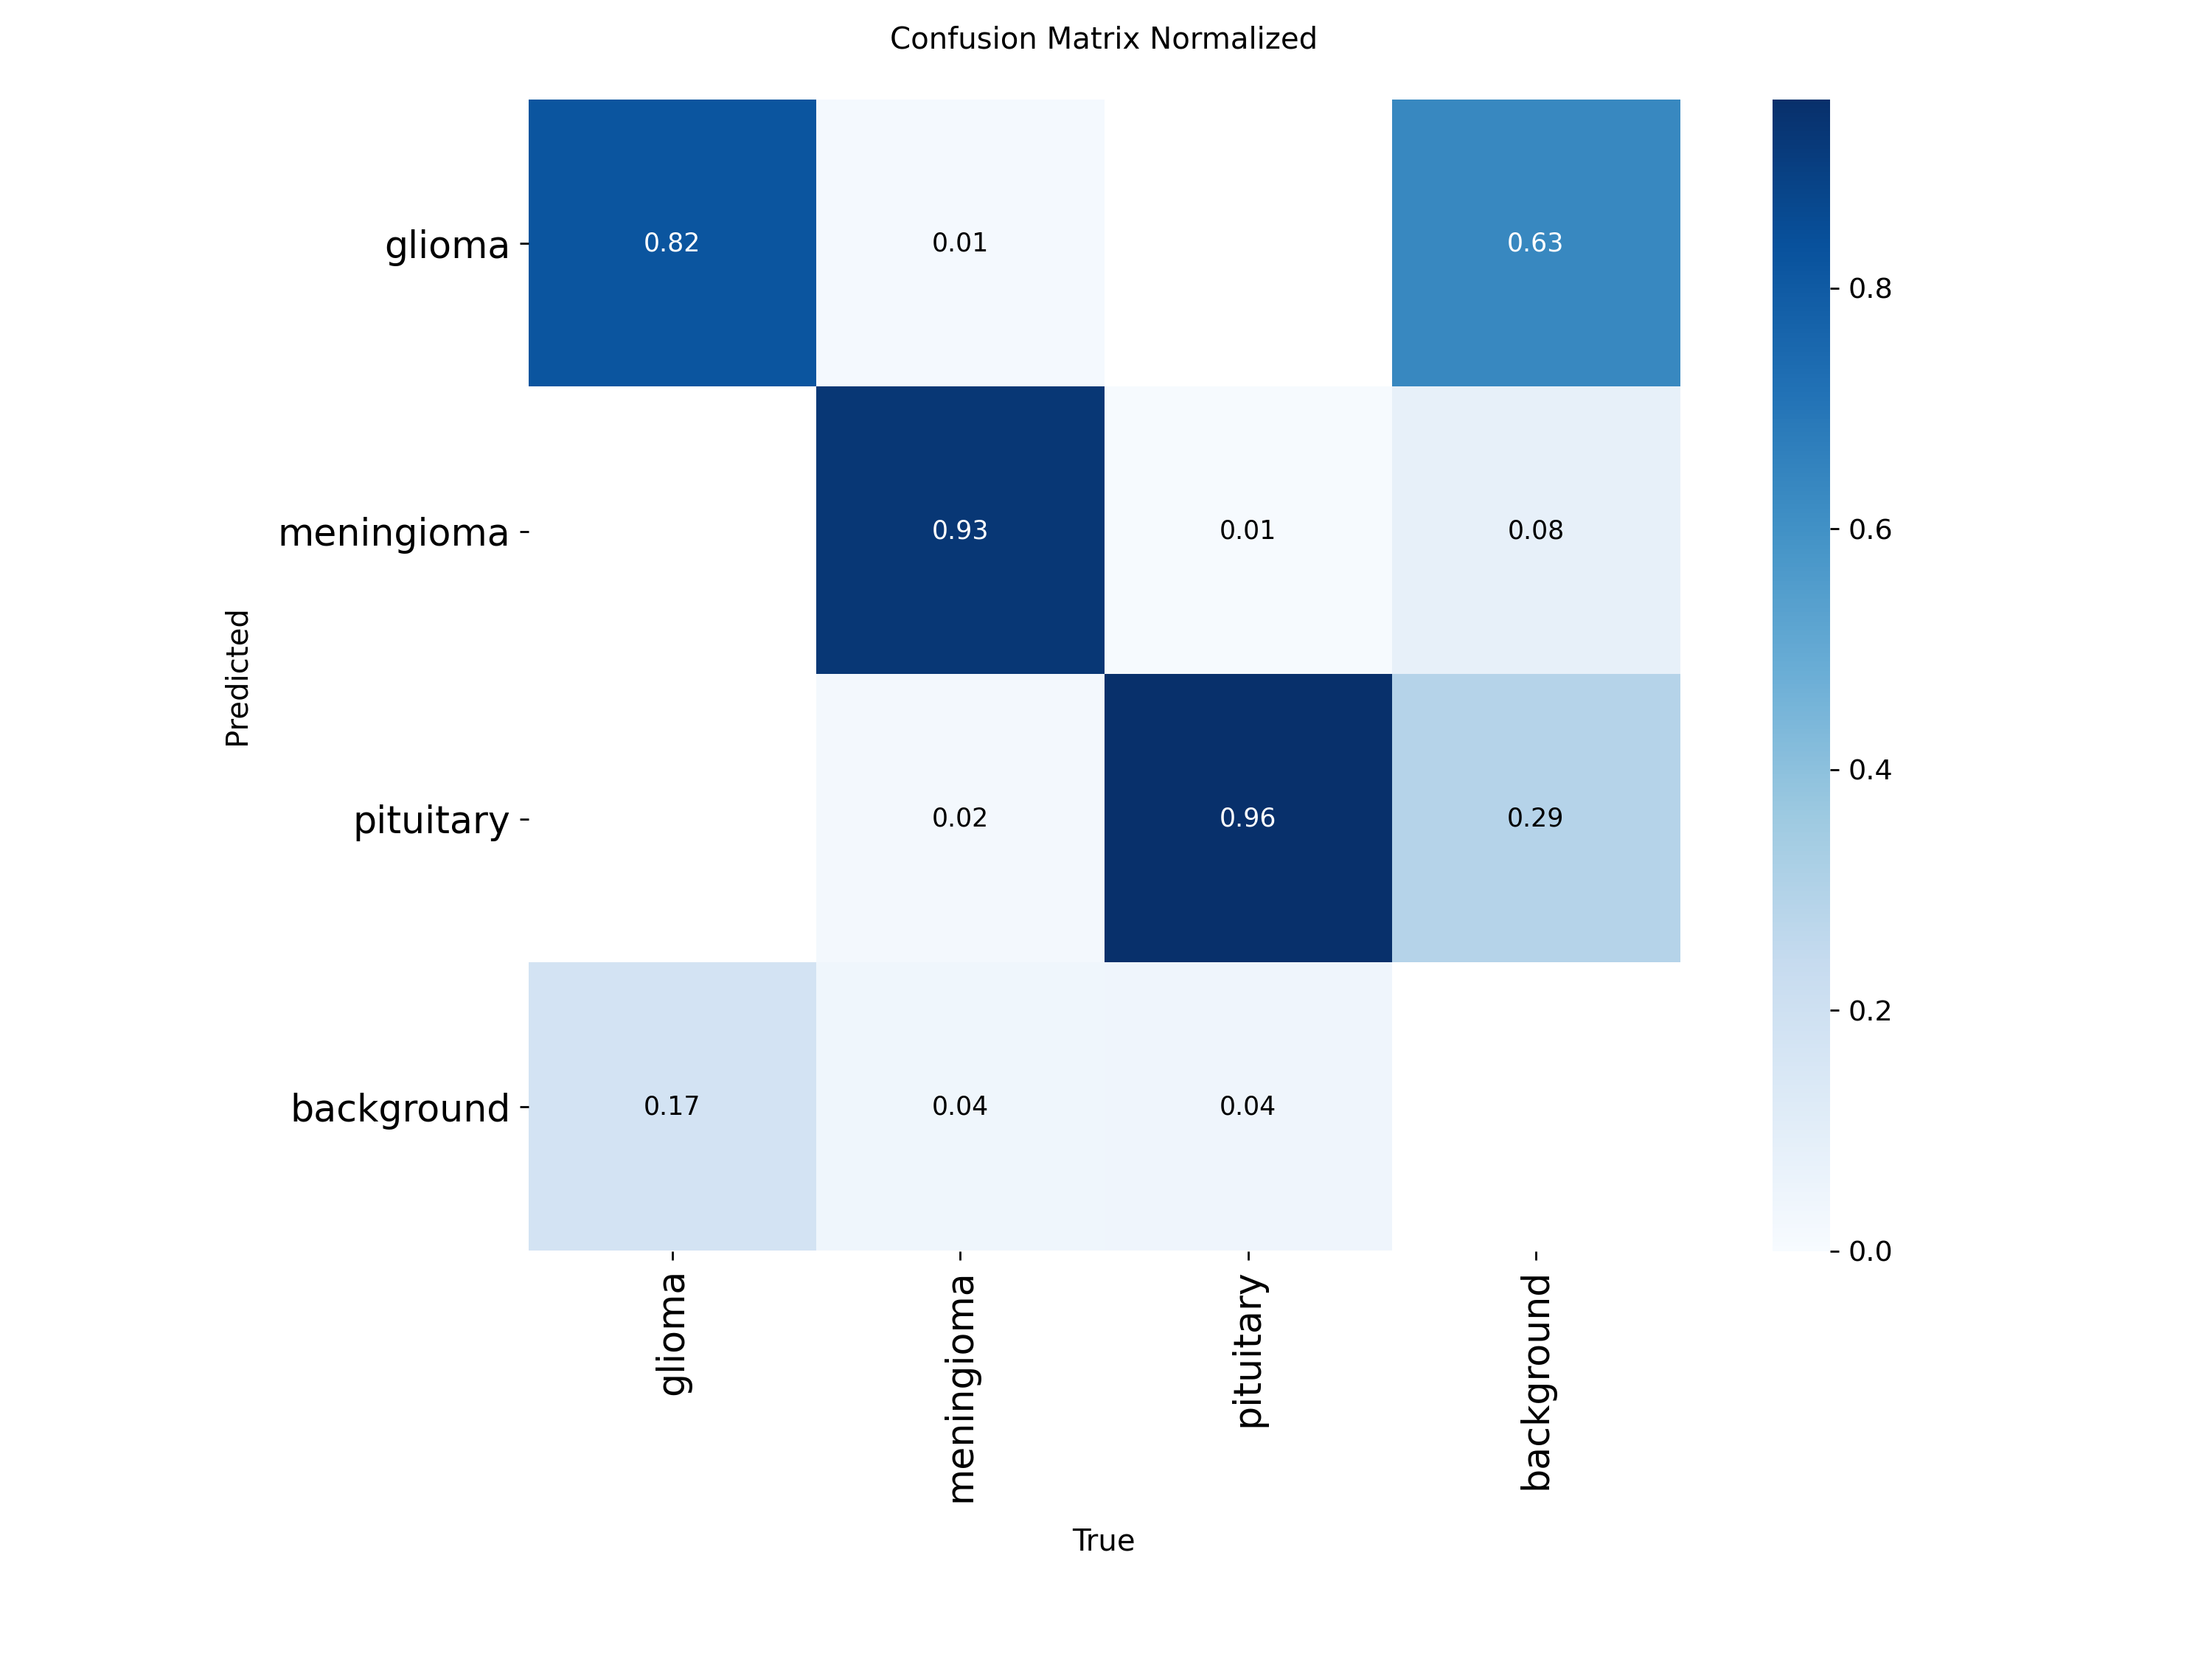 Confusion Matrix Normalized
glioma
0.82
0.01
0.63
meningioma
0.93
0.01
0.08
pituitary
0.02
0.96
0.29
background
0.17
0.04
0.04
glioma
meningioma
pituitary
background
Predicted
True
0.8
0.6
0.4
0.2
0.0